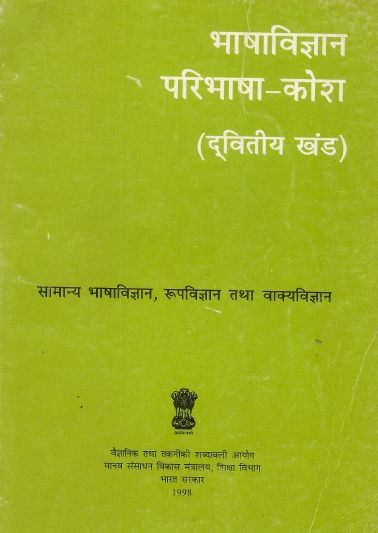 भाषाविज्ञान
परिभाषा-कोश
(द्‌वितीय खंड)
सामान्य भाषाविज्ञान, रूपविज्ञान तथा वाक्यविज्ञान
वैज्ञानिक तथा तकनीकी शब्दावली आयोग
मानव संसाधन विकास मंत्रालय, शिक्षा विभाग
भारत सरकार
1998